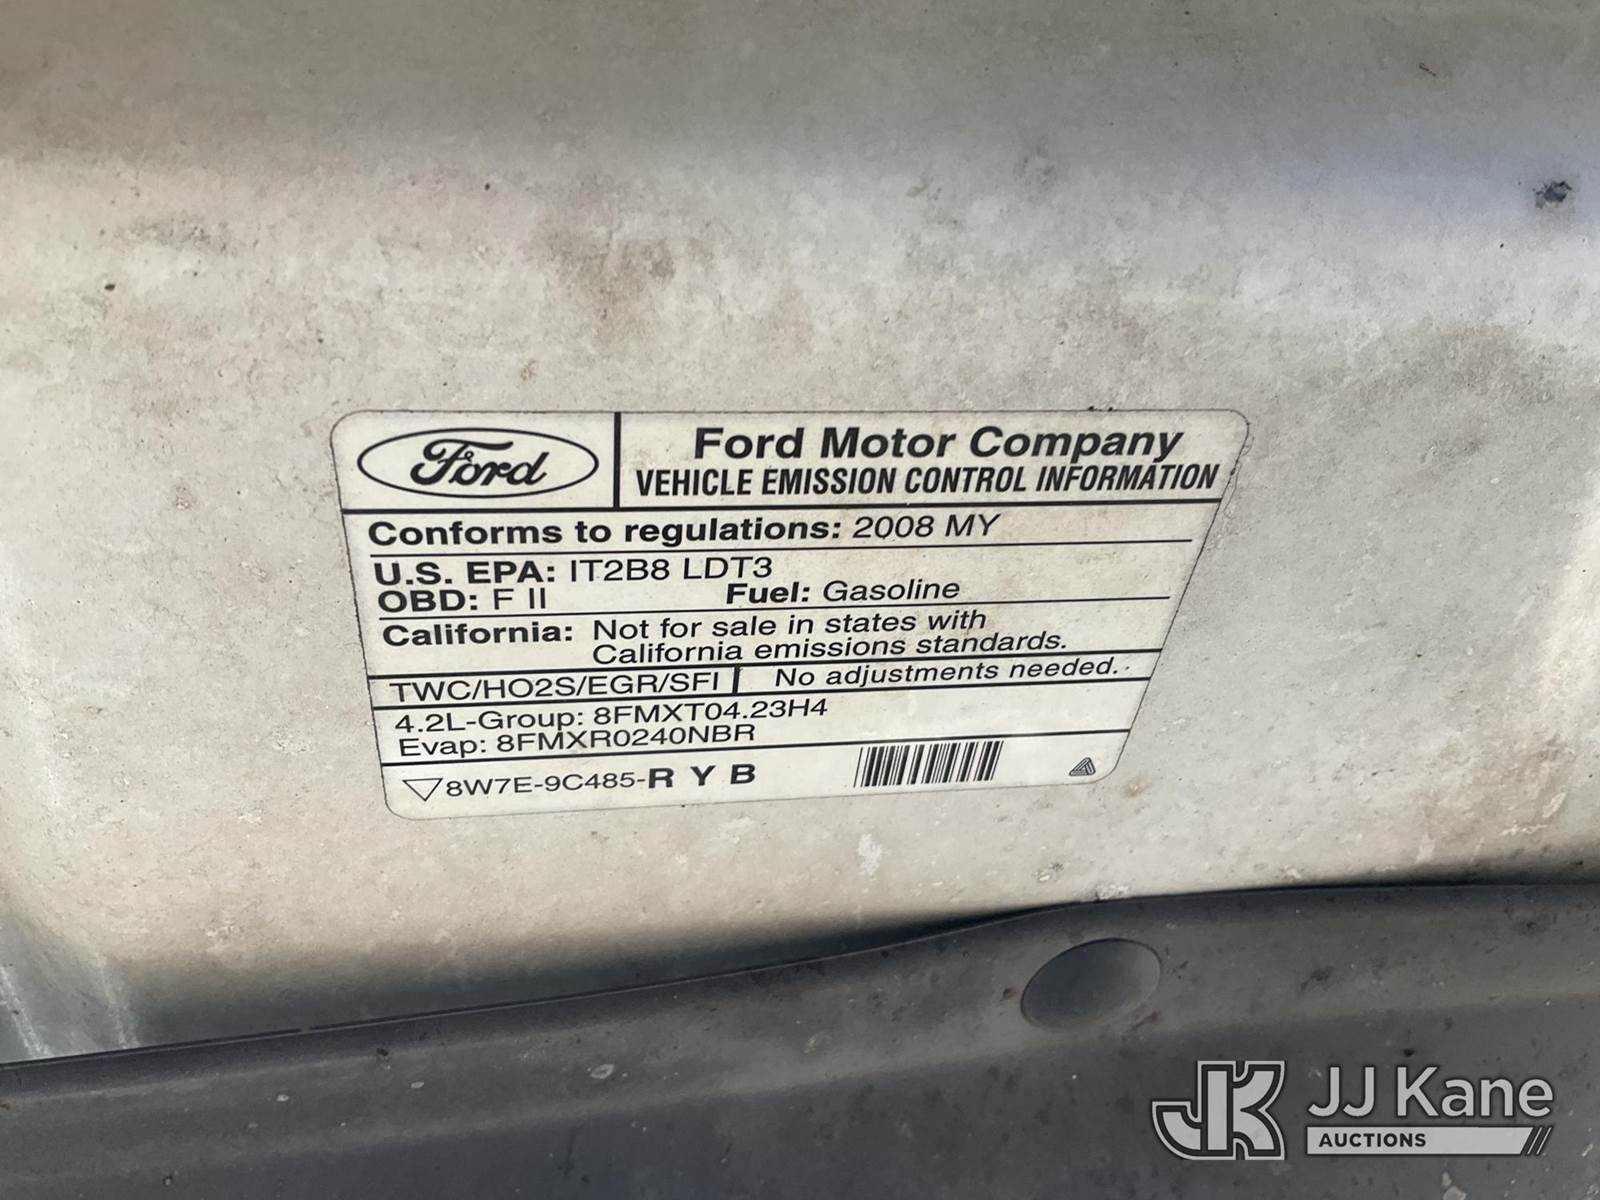 Ford
Ford Motor Company
VEHICLE EMISSION CONTROL INFORMATION
Conforms to regulations: 2008 MY
U.S. EPA: IT2B8 LDT3
OBD: F II Fuel: Gasoline
California: Not for sale in states with
California emissions standards.
TWC/HO2S/EGR/SFI No adjustments needed.
4.2L-Group: 8FMXT04.23H4
Evap: 8FMXR0240NBR
8W7E-9C485-R Y B
JK JJ Kane
AUCTIONS